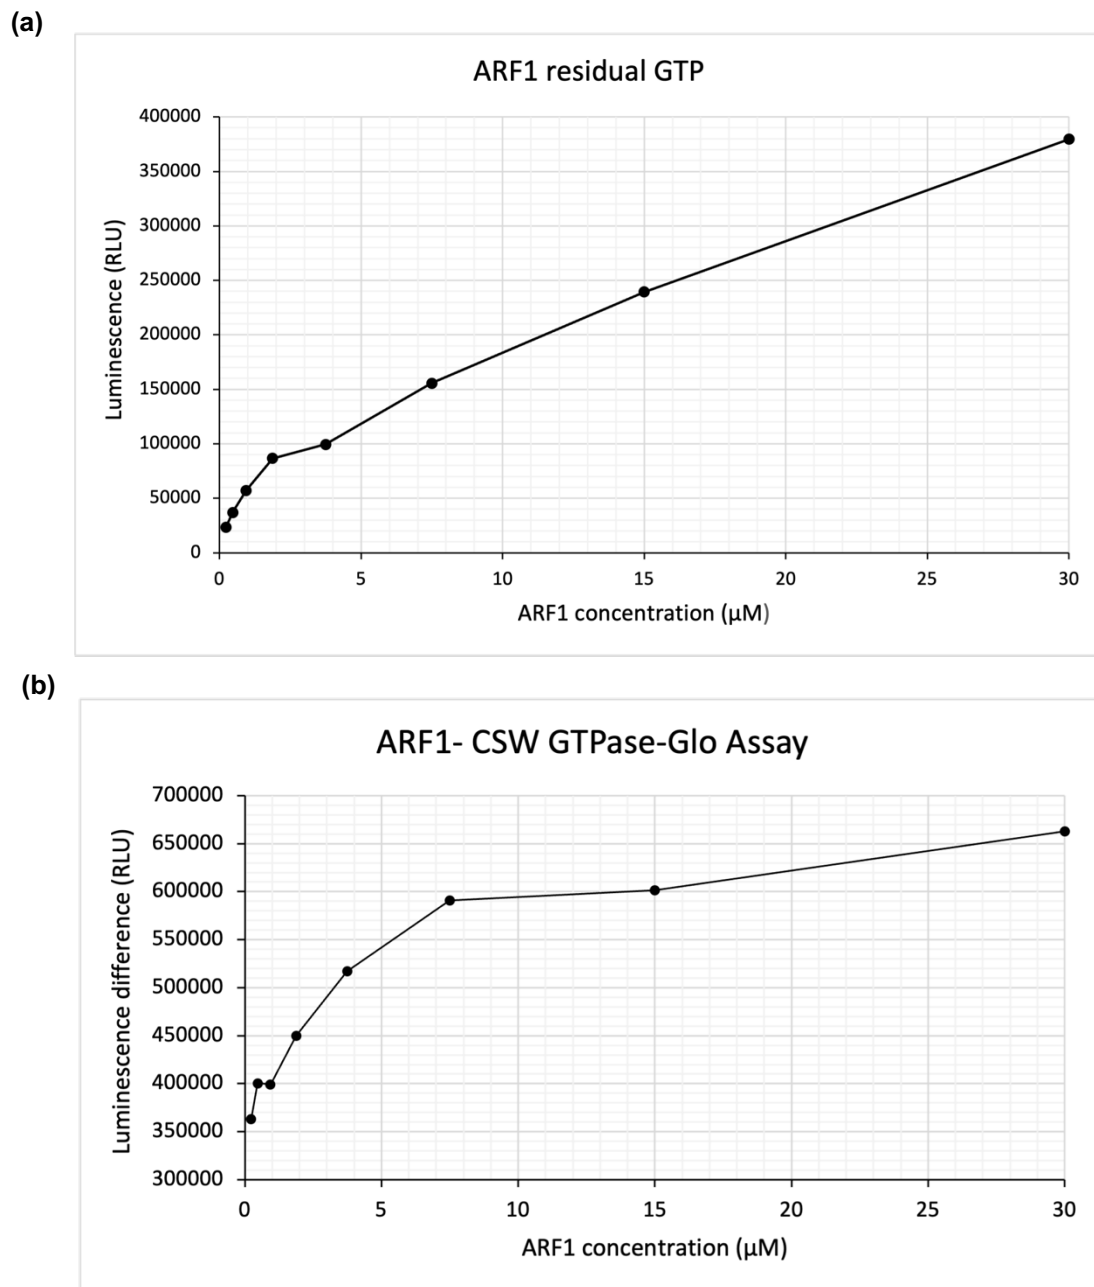 (a)
ARF1 residual GTP
Luminescence (RLU)
400000
350000
300000
250000
200000
150000
100000
50000
0
0 5 10 15 20 25 30
ARF1 concentration (µM)
(b)
ARF1- CSW GTPase-Glo Assay
Luminescence difference (RLU)
700000
650000
600000
550000
500000
450000
400000
350000
300000
0 5 10 15 20 25 30
ARF1 concentration (µM)